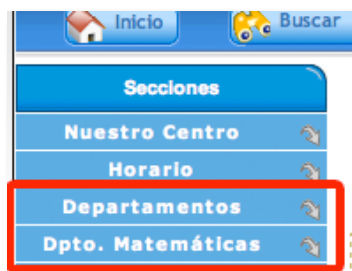 Inicio Buscar
Secciones
Nuestro Centro
Horario
Departamentos
Dpto. Matemáticas